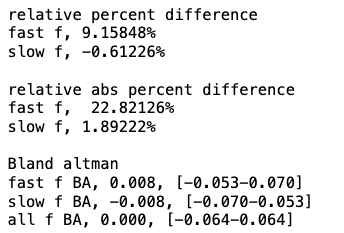 relative percent difference
fast f, 9.15848%
slow f, -0.61226%

relative abs percent difference
fast f,  22.82126%
slow f, 1.89222%

Bland altman
fast f BA, 0.008, [-0.053-0.070]
slow f BA, -0.008, [-0.070-0.053]
all f BA, 0.000, [-0.064-0.064]